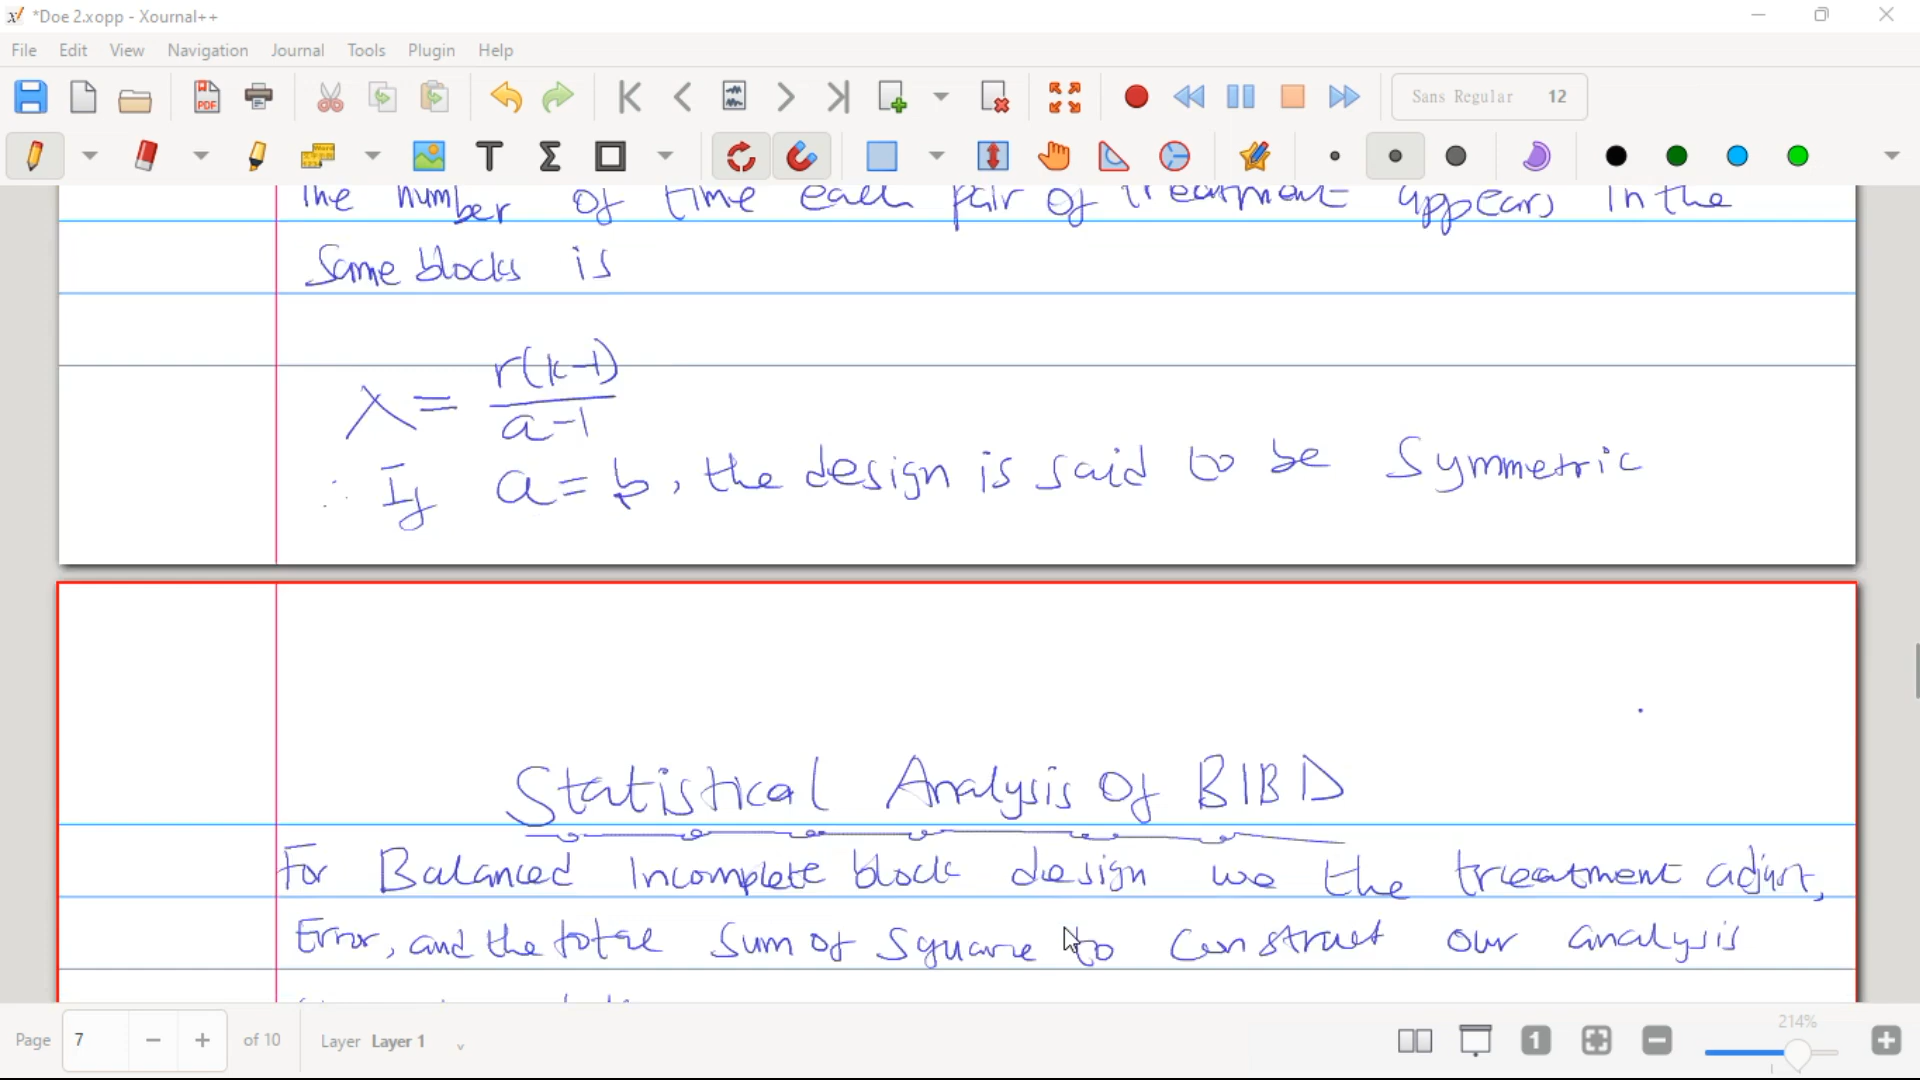 *Doe 2.xopp - Xournal++
File Edit View Navigation Journal Tools Plugin Help
Sans Regular 12
The number of time each pair of treatment appears in the
Same blocks is
λ = r(k-1)
a-1
∴ If a = b, the design is said to be Symmetric
Statistical Analysis Of BIBD
For Balanced Incomplete block design we the treatment adjust,
Error, and the total Sum of Square to Construct our analysis
Page 7 of 10 Layer Layer 1 214%